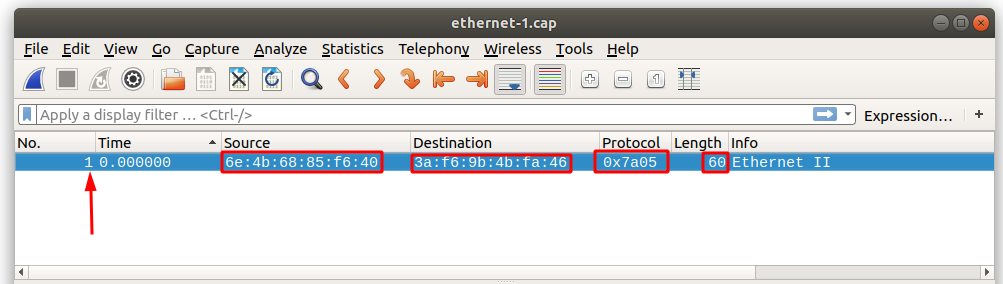 ethernet-1.cap
File Edit View Go Capture Analyze Statistics Telephony Wireless Tools Help
Apply a display filter … <Ctrl-/> Expression… +
No. Time Source Destination Protocol Length Info
1 0.000000 6e:4b:68:85:f6:40 3a:f6:9b:4b:fa:46 0x7a05 60 Ethernet II